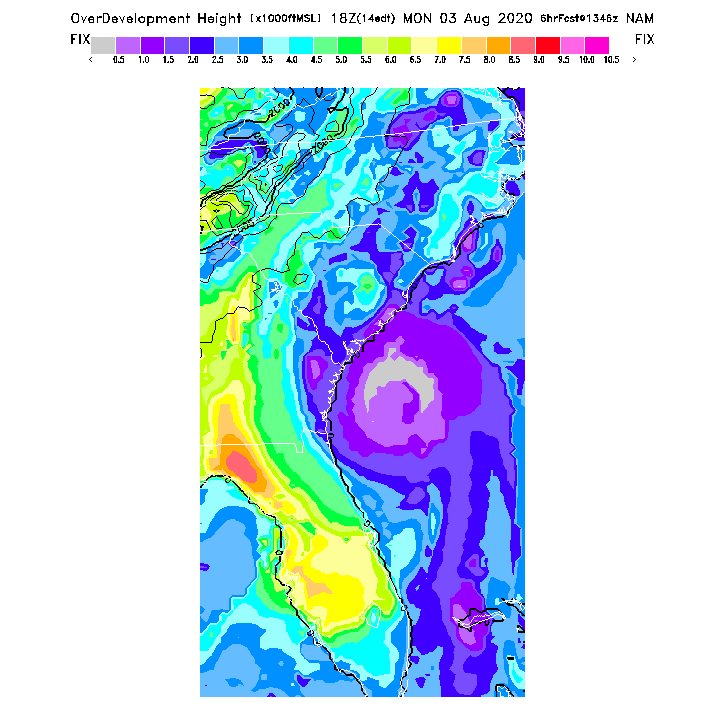 OverDevelopment Height [x1000ftMSL] 18Z(14edt) MON 03 Aug 2020 6hrFcst@1346z NAM
FIX FIX
< 0.5 1.0 1.5 2.0 2.5 3.0 3.5 4.0 4.5 5.0 5.5 6.0 6.5 7.0 7.5 8.0 8.5 9.0 9.5 10.0 10.5 >
2000
2000